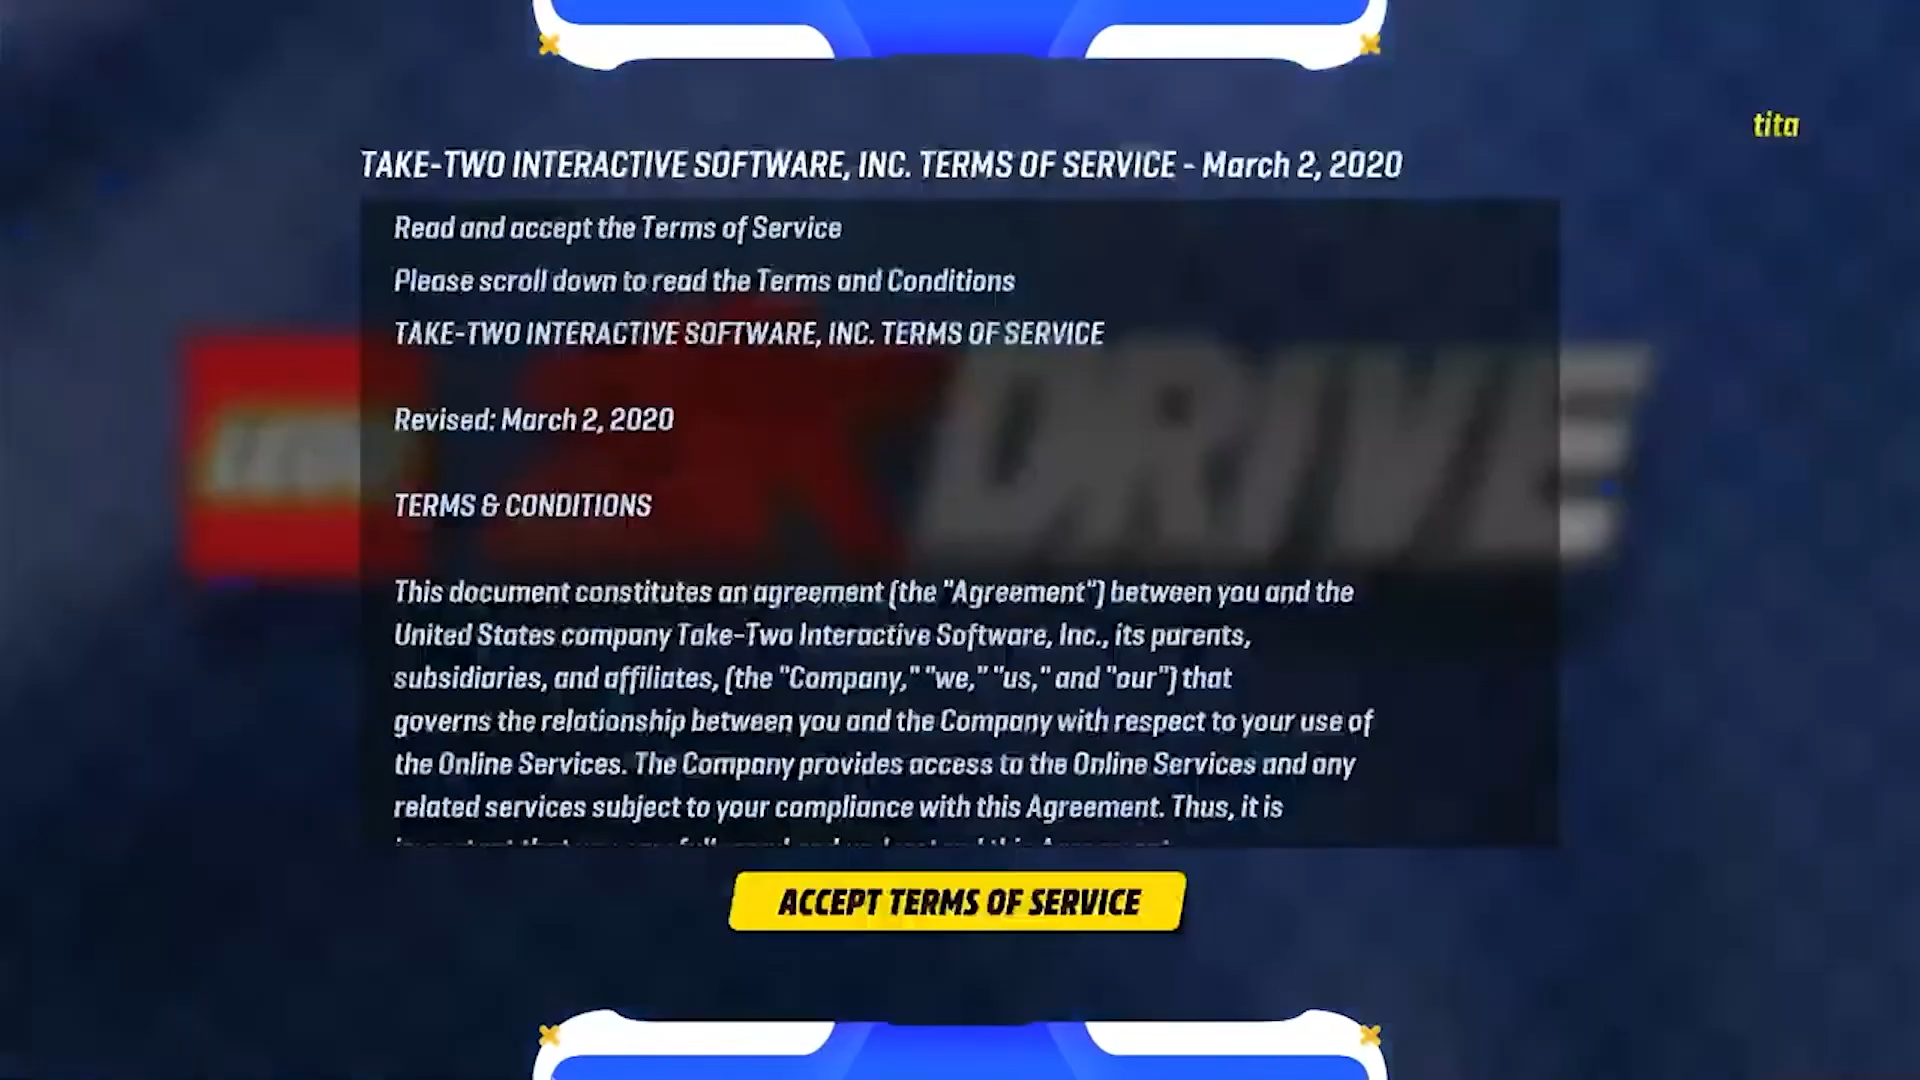 tita
TAKE-TWO INTERACTIVE SOFTWARE, INC. TERMS OF SERVICE - March 2, 2020
Read and accept the Terms of Service
Please scroll down to read the Terms and Conditions
TAKE-TWO INTERACTIVE SOFTWARE, INC. TERMS OF SERVICE
Revised: March 2, 2020
LEGO 2K DRIVE
TERMS & CONDITIONS
This document constitutes an agreement (the "Agreement") between you and the
United States company Take-Two Interactive Software, Inc., its parents,
subsidiaries, and affiliates, (the "Company," "we," "us," and "our") that
governs the relationship between you and the Company with respect to your use of
the Online Services. The Company provides access to the Online Services and any
related services subject to your compliance with this Agreement. Thus, it is
ACCEPT TERMS OF SERVICE